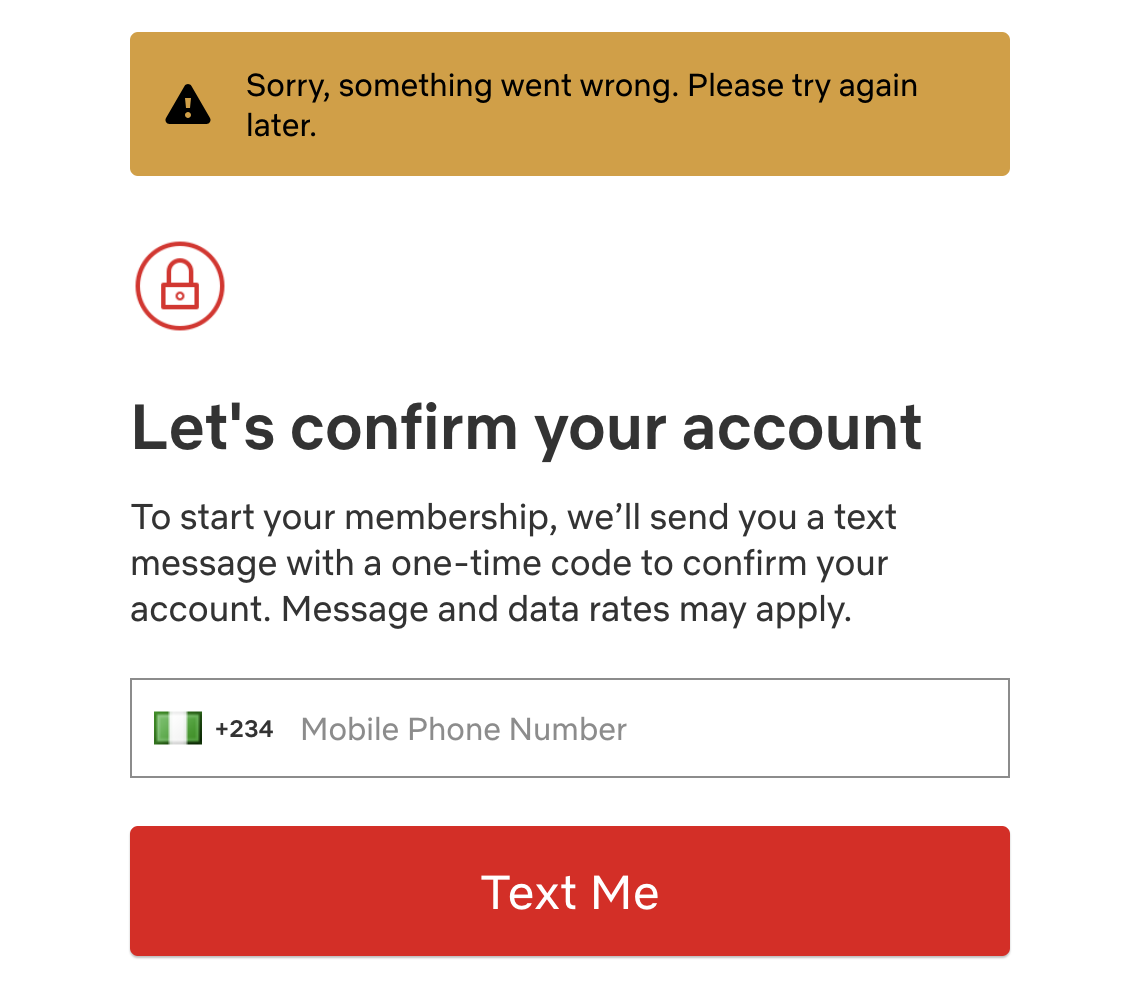 Sorry, something went wrong. Please try again
later.
Let's confirm your account
To start your membership, we’ll send you a text
message with a one-time code to confirm your
account. Message and data rates may apply.
+234 Mobile Phone Number
Text Me